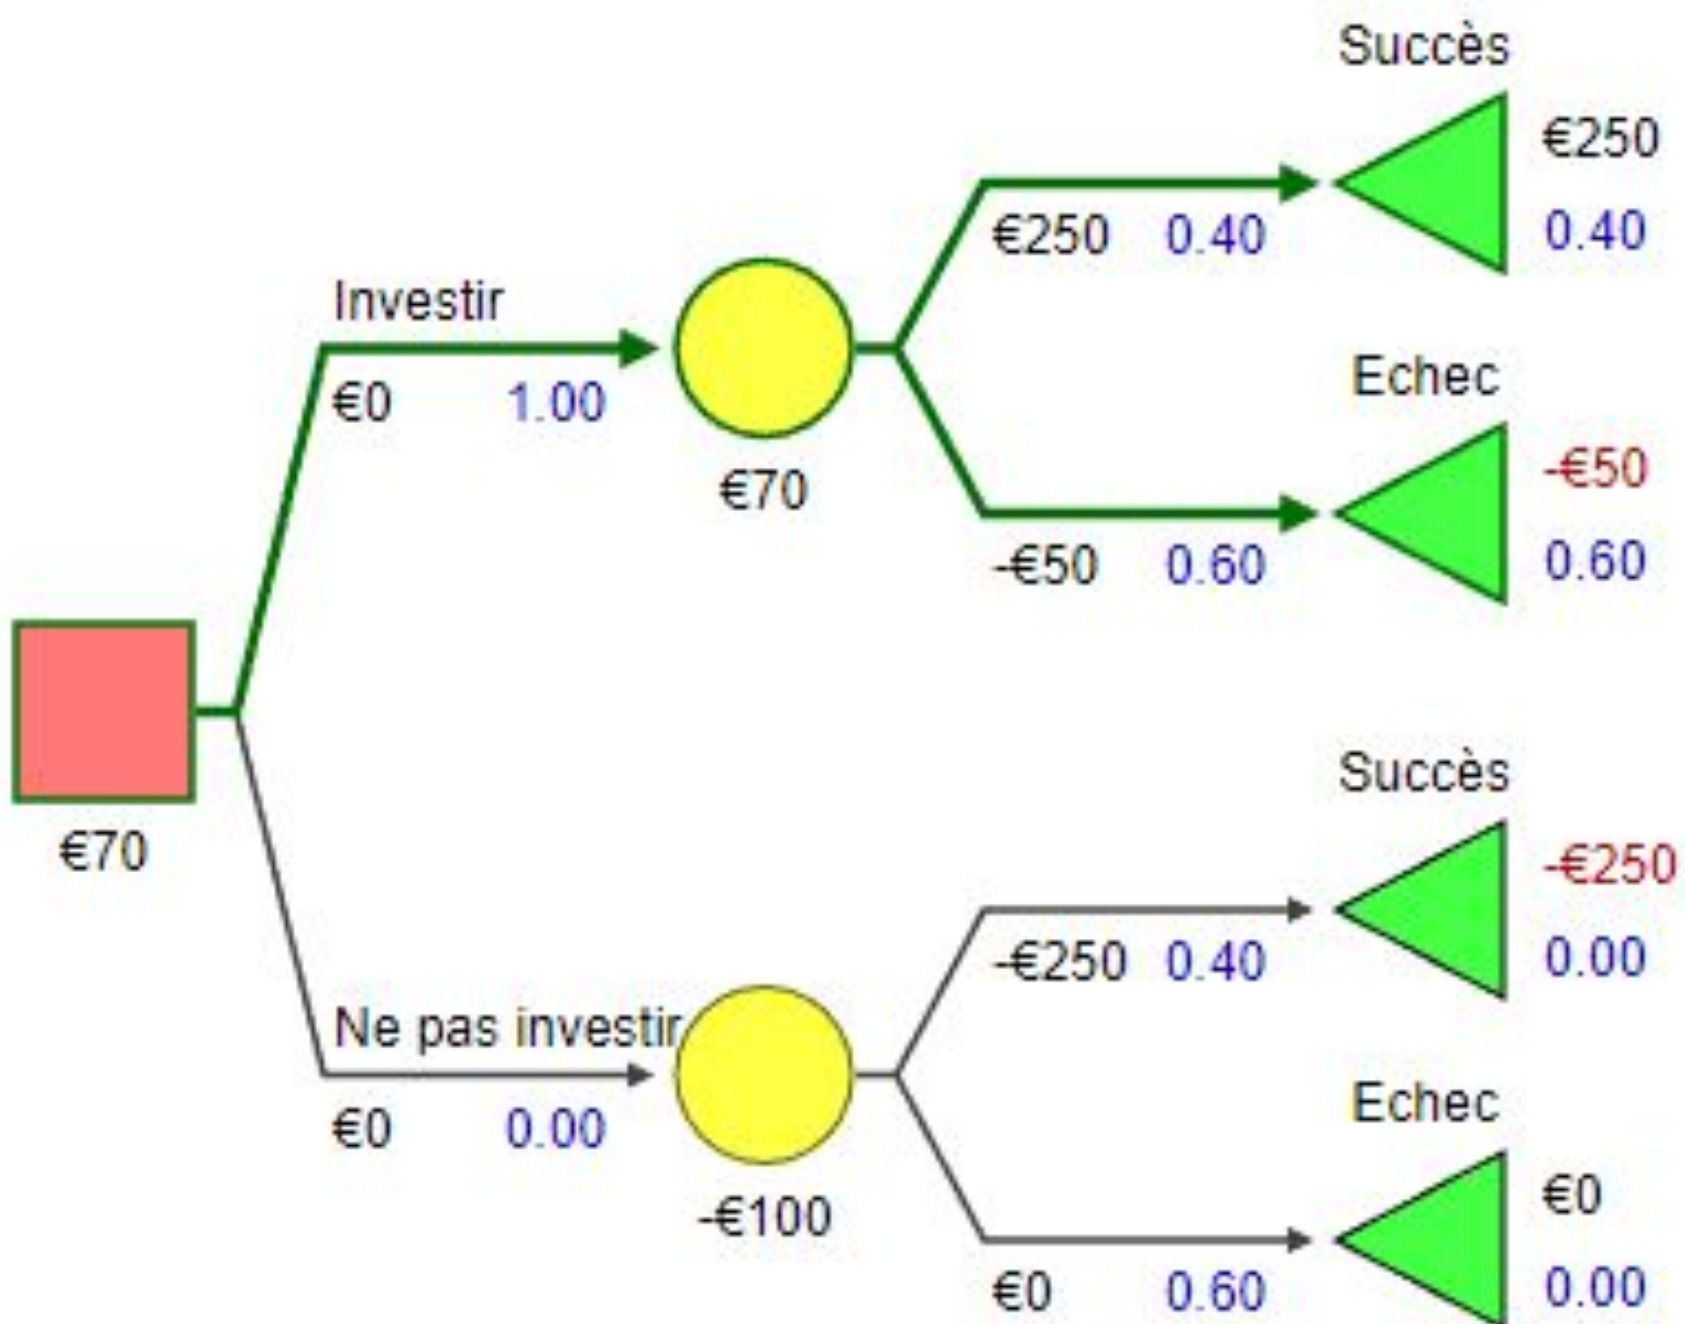 Succès
€250
€250 0.40
0.40
Investir
€0 1.00
€70
Echec
-€50
-€50 0.60
0.60
€70
Succès
-€250
-€250 0.40
0.00
Ne pas investir
€0 0.00
-€100
Echec
€0
€0 0.60
0.00